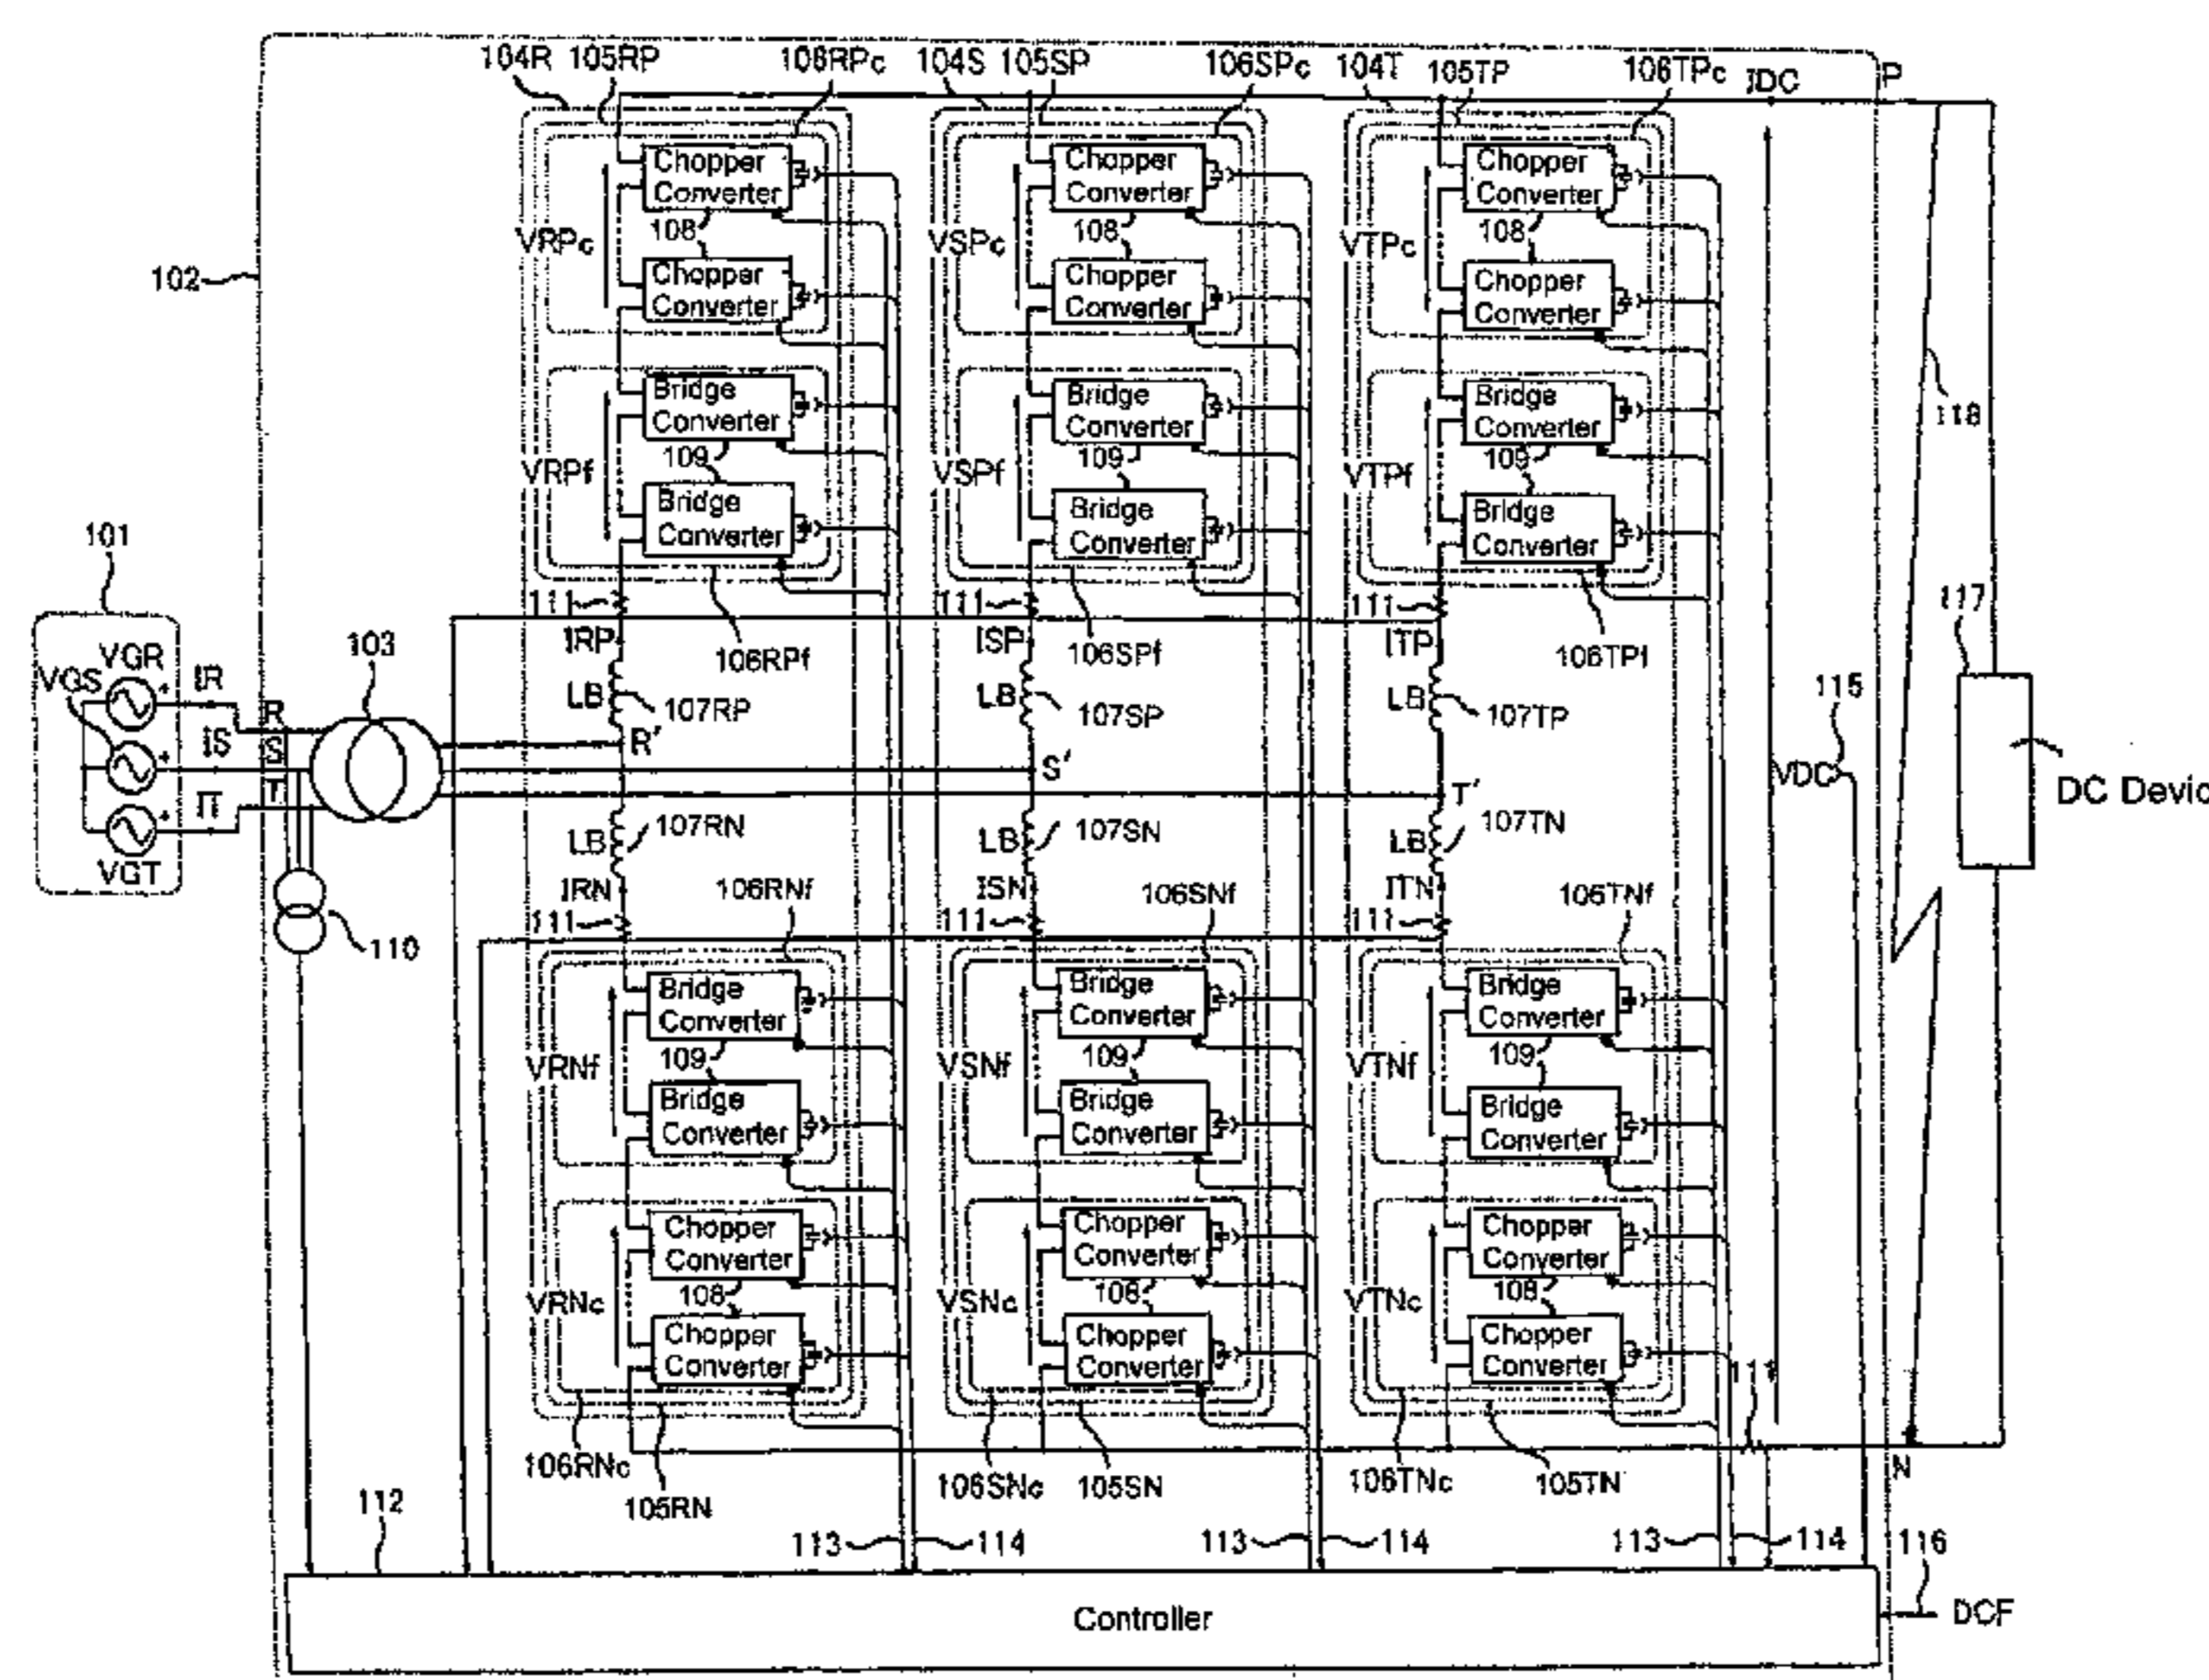 104R 105RP 108RPc 104S 105SP 106SPc 104T 105TP 106TPc IDC P
Chopper Converter
Chopper Converter
Chopper Converter
108 108 108
VRPc VSPc VTPc
102
Chopper Converter
Chopper Converter
Chopper Converter
118
Bridge Converter
Bridge Converter
Bridge Converter
109 109 109
VRPf VSPf VTPf
Bridge Converter
Bridge Converter
Bridge Converter
101
111 111 111
117
IRP ISP ITP
106RPf 106SPf 106TPf
103
VGR
VGS IR
LB 107RP LB 107SP LB 107TP
115
R
IS S
R'
S'
VDC
IT T
T'
DC Devic
VGT
LB 107RN LB 107SN LB 107TN
IRN 106RNf ISN 106SNf ITN 106TNf
111 111 111
110
Bridge Converter
Bridge Converter
Bridge Converter
109 109 109
VRNf VSNf VTNf
Bridge Converter
Bridge Converter
Bridge Converter
Chopper Converter
Chopper Converter
Chopper Converter
108 108 108
VRNc VSNc VTNc
Chopper Converter
Chopper Converter
Chopper Converter
106RNc 106SNc 106TNc N
105RN 105SN 105TN
112
113 114 113 114 113 114 116
Controller
DCF